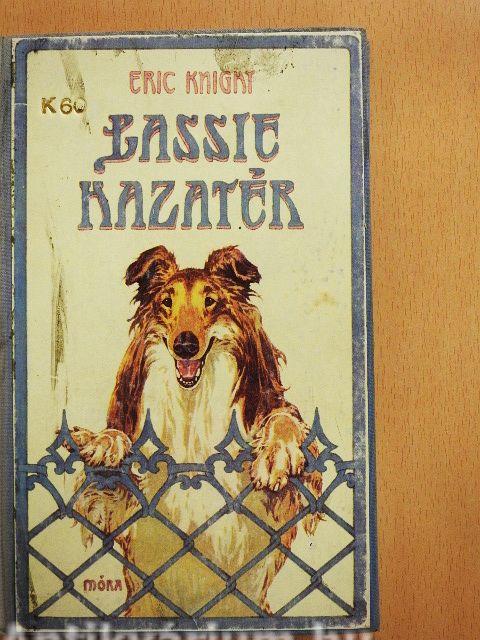 ERIC KNIGHT
K 60
LASSIE
HAZATÉR
MÓRA